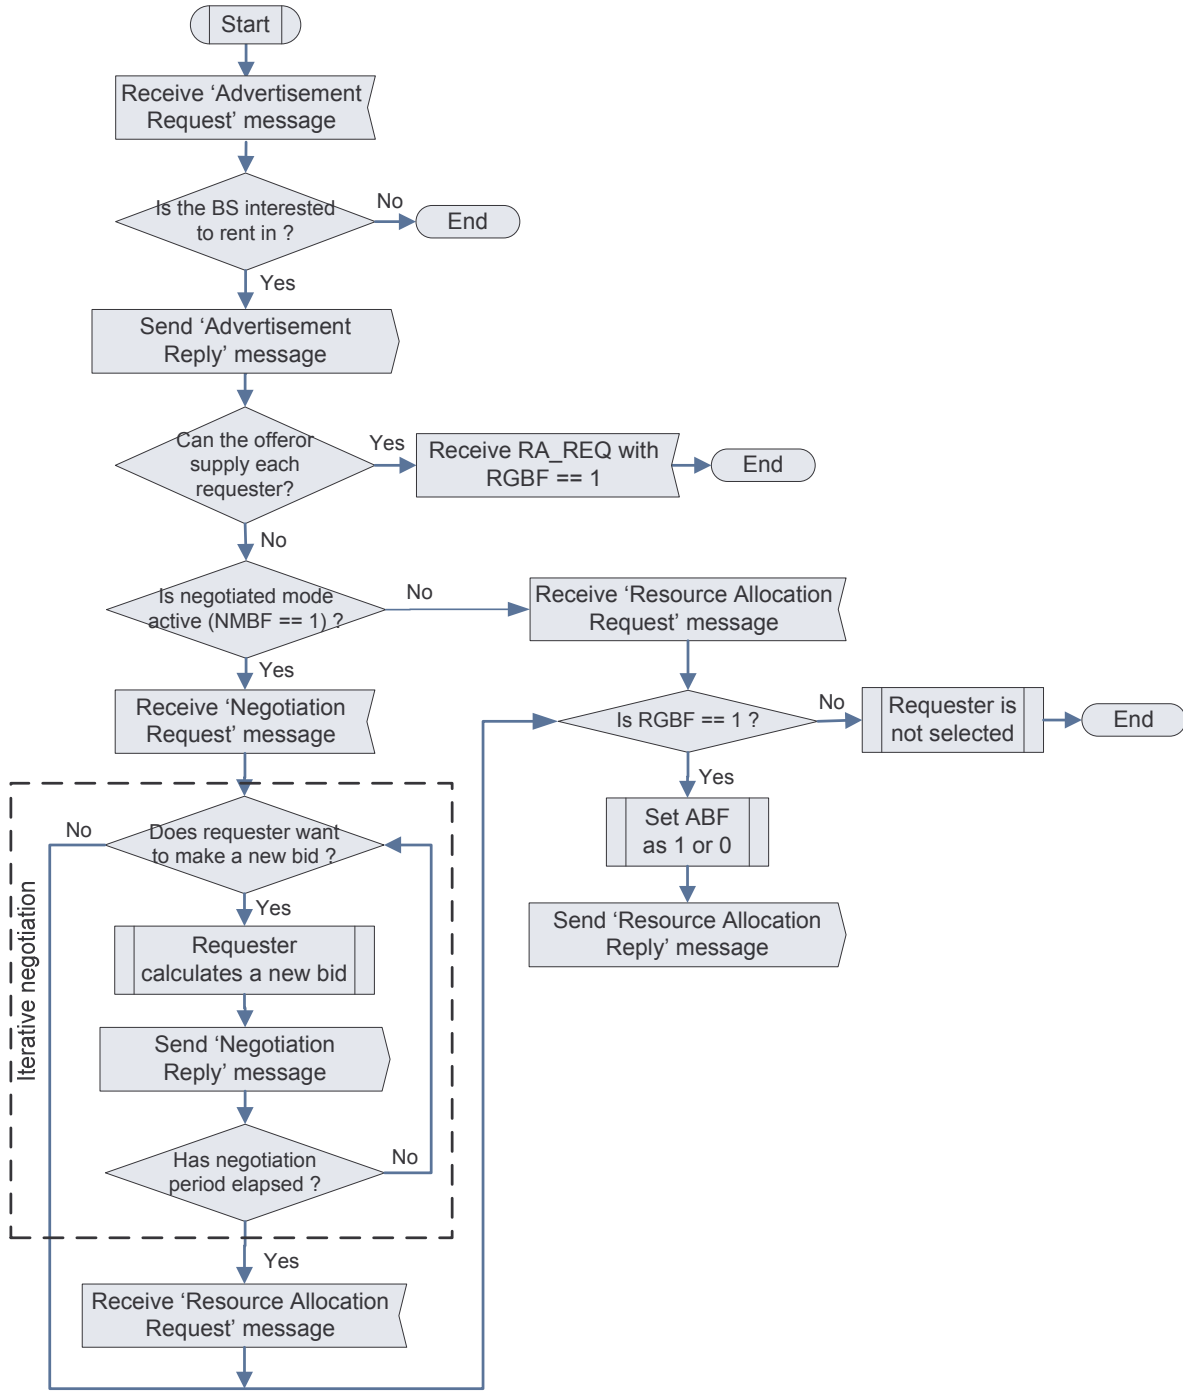 Start
Receive ‘Advertisement
Request’ message
Is the BS interested
to rent in ?
No
End
Yes
Send ‘Advertisement
Reply’ message
Can the offeror
supply each
requester?
Yes
Receive RA_REQ with
RGBF == 1
End
No
Is negotiated mode
active (NMBF == 1) ?
No
Receive ‘Resource Allocation
Request’ message
Yes
Receive ‘Negotiation
Request’ message
Is RGBF == 1 ?
No
Requester is
not selected
End
Yes
Set ABF
as 1 or 0
Send ‘Resource Allocation
Reply’ message
Iterative negotiation
No
Does requester want
to make a new bid ?
Yes
Requester
calculates a new bid
Send ‘Negotiation
Reply’ message
Has negotiation
period elapsed ?
No
Yes
Receive ‘Resource Allocation
Request’ message